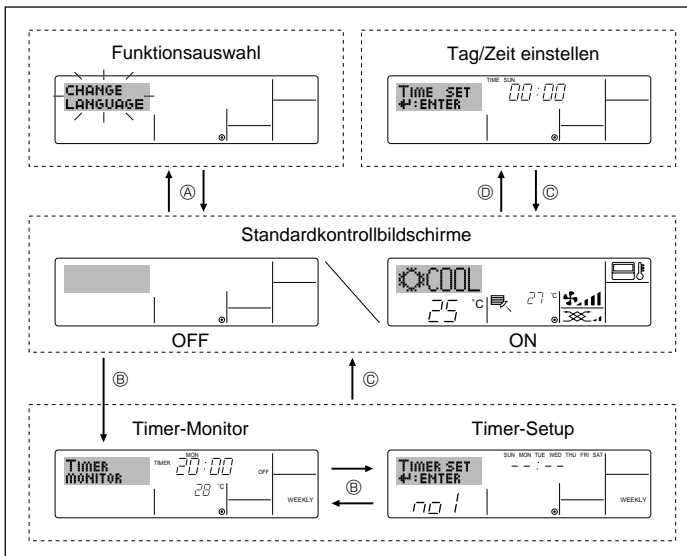 Funktionsauswahl
CHANGE
LANGUAGE
Tag/Zeit einstellen
TIME SUN
TIME SET
↵:ENTER
00:00
Ⓐ
Ⓓ
Ⓒ
Standardkontrollbildschirme
OFF
COOL
25 °C
27 °C
ON
Ⓑ
Ⓒ
Timer-Monitor
TIMER
MONITOR
MON
TIMER 20:00 OFF
28 °C
WEEKLY
Ⓑ
Timer-Setup
SUN MON TUE WED THU FRI SAT
TIMER SET
↵:ENTER
--:--
no 1
WEEKLY